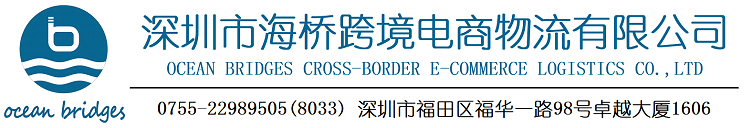 深圳市海桥跨境电商物流有限公司
OCEAN BRIDGES CROSS-BORDER E-COMMERCE LOGISTICS CO.,LTD
ocean bridges
0755-22989505(8033) 深圳市福田区福华一路98号卓越大厦1606